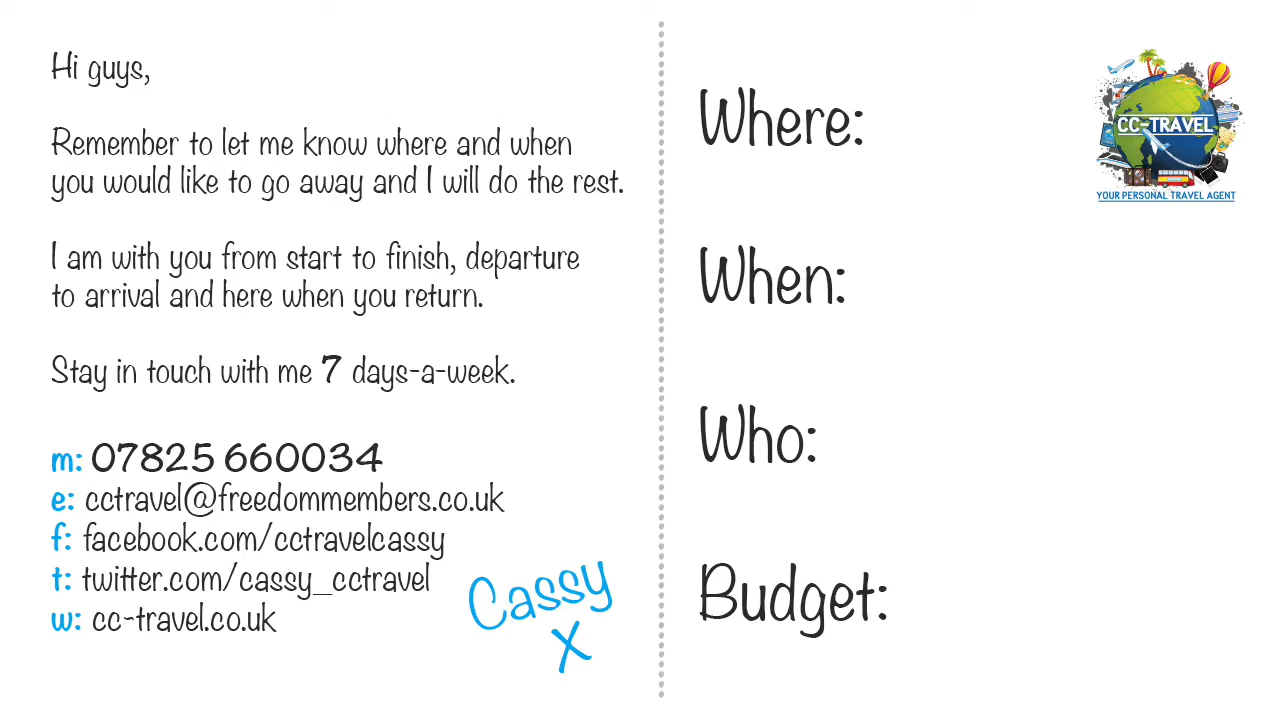 Hi guys,
Remember to let me know where and when
you would like to go away and I will do the rest.
I am with you from start to finish, departure
to arrival and here when you return.
Stay in touch with me 7 days-a-week.
m: 07825 660034
e: cctravel@freedommembers.co.uk
f: facebook.com/cctravelcassy
t: twitter.com/cassy_cctravel
w: cc-travel.co.uk
Cassy
X
Where:
When:
Who:
Budget:
CC-TRAVEL
YOUR PERSONAL TRAVEL AGENT